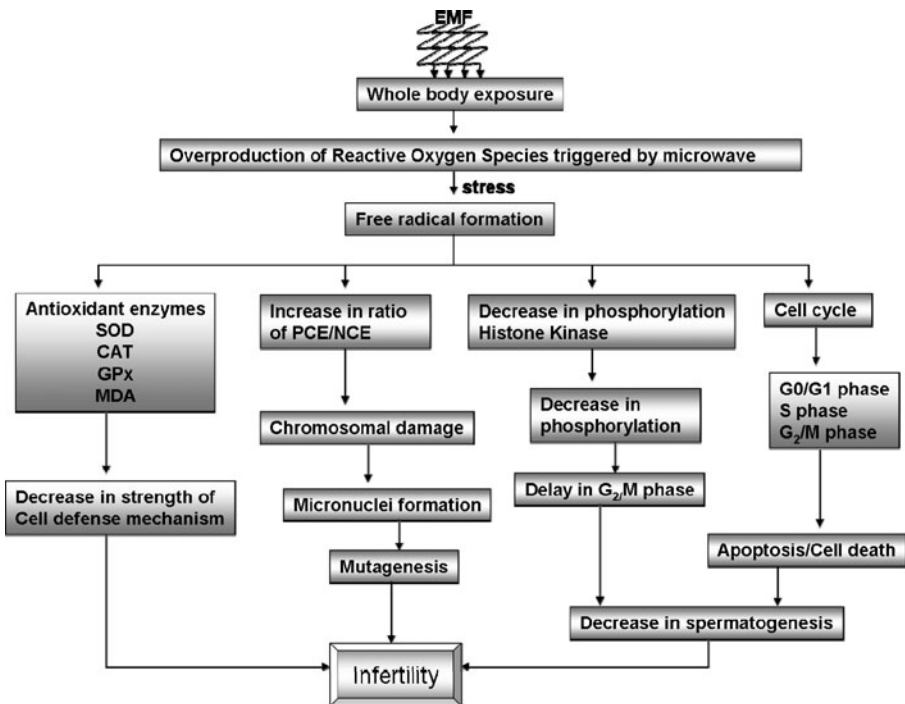 EMF
Whole body exposure
Overproduction of Reactive Oxygen Species triggered by microwave
stress
Free radical formation
Antioxidant enzymes
SOD
CAT
GPx
MDA
Increase in ratio
of PCE/NCE
Decrease in phosphorylation
Histone Kinase
Cell cycle
G0/G1 phase
S phase
G₂/M phase
Decrease in
phosphorylation
Chromosomal damage
Decrease in strength of
Cell defense mechanism
Micronuclei formation
Delay in G₂/M phase
Mutagenesis
Apoptosis/Cell death
Decrease in spermatogenesis
Infertility